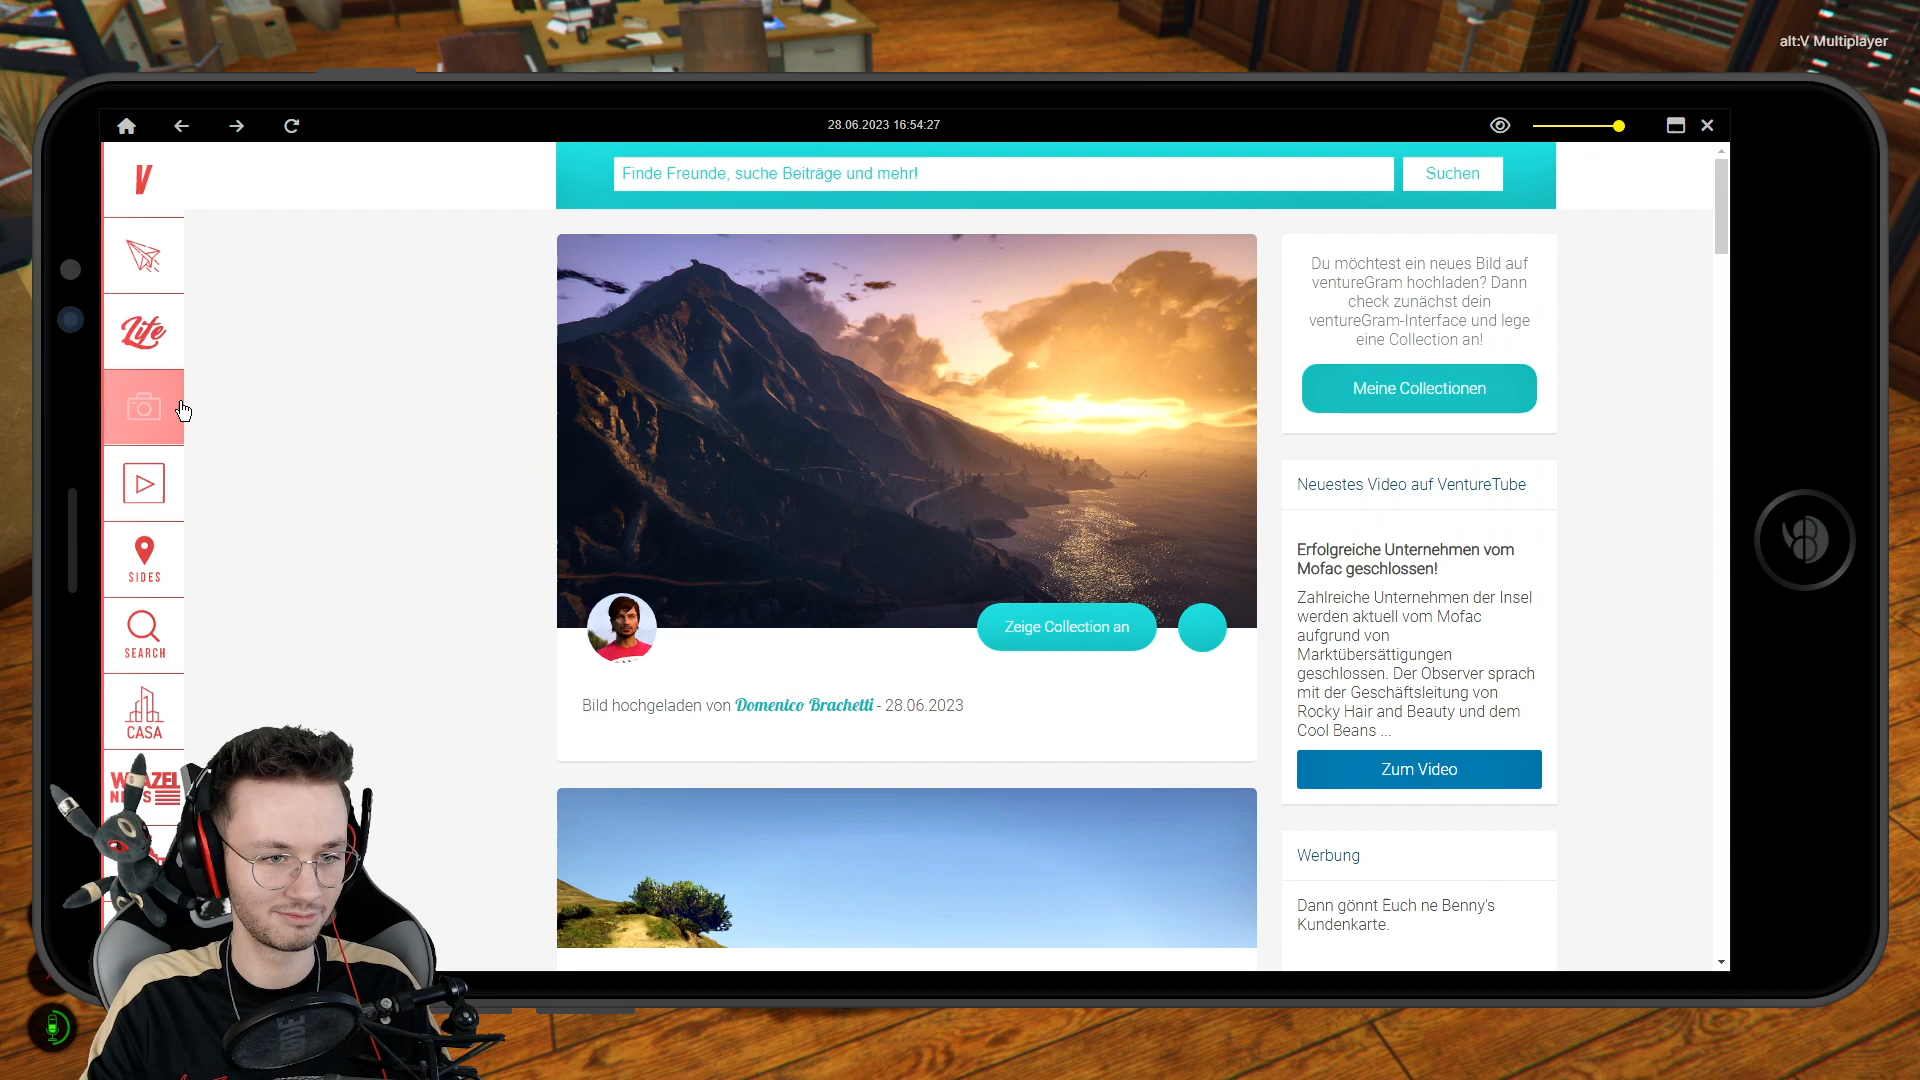 alt:V Multiplayer
28.06.2023 16:54:27
V
Finde Freunde, suche Beiträge und mehr!
Suchen
Life
SIDES
SEARCH
CASA
Du möchtest ein neues Bild auf
ventureGram hochladen? Dann
check zunächst dein
ventureGram-Interface und lege
eine Collection an!
Meine Collectionen
Zeige Collection an
Bild hochgeladen von Domenico Brachetti - 28.06.2023
Neuestes Video auf VentureTube
Erfolgreiche Unternehmen vom
Mofac geschlossen!
Zahlreiche Unternehmen der Insel
werden aktuell vom Mofac
aufgrund von
Marktübersättigungen
geschlossen. Der Observer sprach
mit der Geschäftsleitung von
Rocky Hair and Beauty und dem
Cool Beans ...
Zum Video
Werbung
Dann gönnt Euch ne Benny's
Kundenkarte.